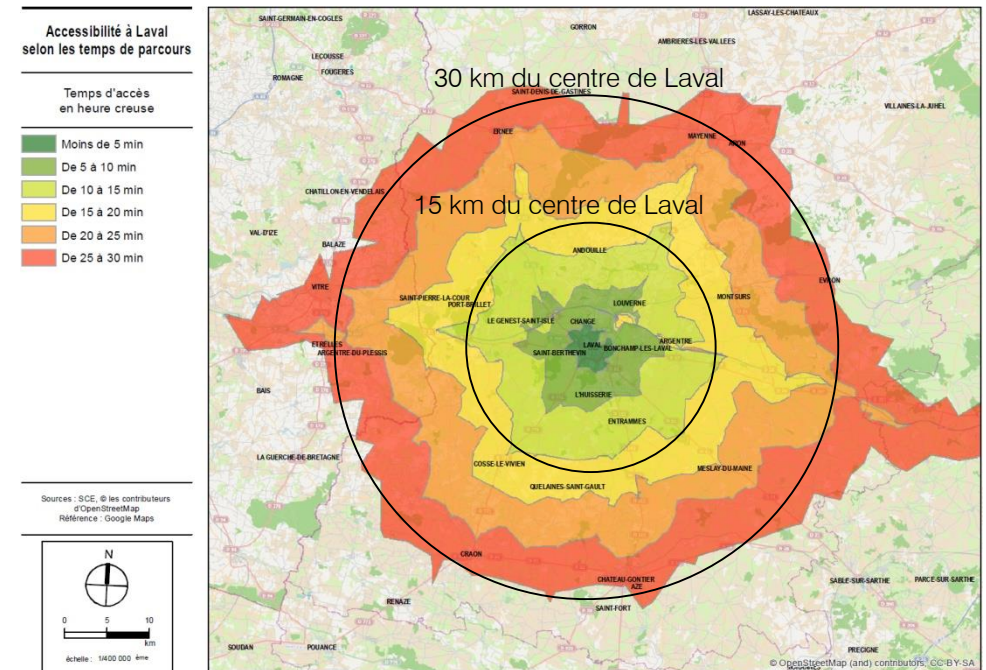 Accessibilité à Laval
selon les temps de parcours
Temps d'accès
en heure creuse
Moins de 5 min
De 5 à 10 min
De 10 à 15 min
De 15 à 20 min
De 20 à 25 min
De 25 à 30 min
Sources : SCE, © les contributeurs
d'OpenStreetMap
Référence : Google Maps
N
0 5 10
km
échelle : 1/400 000 ème
SAINT-GERMAIN-EN-COGLES
LASSAY-LES-CHATEAUX
GORRON
AMBRIERES-LES-VALLEES
LECOUSSE
FOUGERES
ROMAGNE
30 km du centre de Laval
SAINT-DENIS-DE-GASTINES
VILLAINES-LA-JUHEL
ERNEE
MAYENNE
ARON
CHATILLON-EN-VENDELAIS
15 km du centre de Laval
VAL-D'IZE
BALAZE
ANDOUILLE
EVRON
VITRE
SAINT-PIERRE-LA-COUR
PORT-BRILLET
LOUVERNE
MONTSURS
LE GENEST-SAINT-ISLE
CHANGE
ETRELLES
ARGENTRE-DU-PLESSIS
SAINT-BERTHEVIN
LAVAL
BONCHAMP-LES-LAVAL
ARGENTRE
BAIS
L'HUISSERIE
ENTRAMMES
LA GUERCHE-DE-BRETAGNE
COSSE-LE-VIVIEN
MESLAY-DU-MAINE
QUELAINES-SAINT-GAULT
CRAON
CHATEAU-GONTIER
AZE
SABLE-SUR-SARTHE
PARCE-SUR-SARTHE
RENAZE
SAINT-FORT
SOUDAN
POUANCE
PRECIGNE
© OpenStreetMap (and) contributors, CC-BY-SA